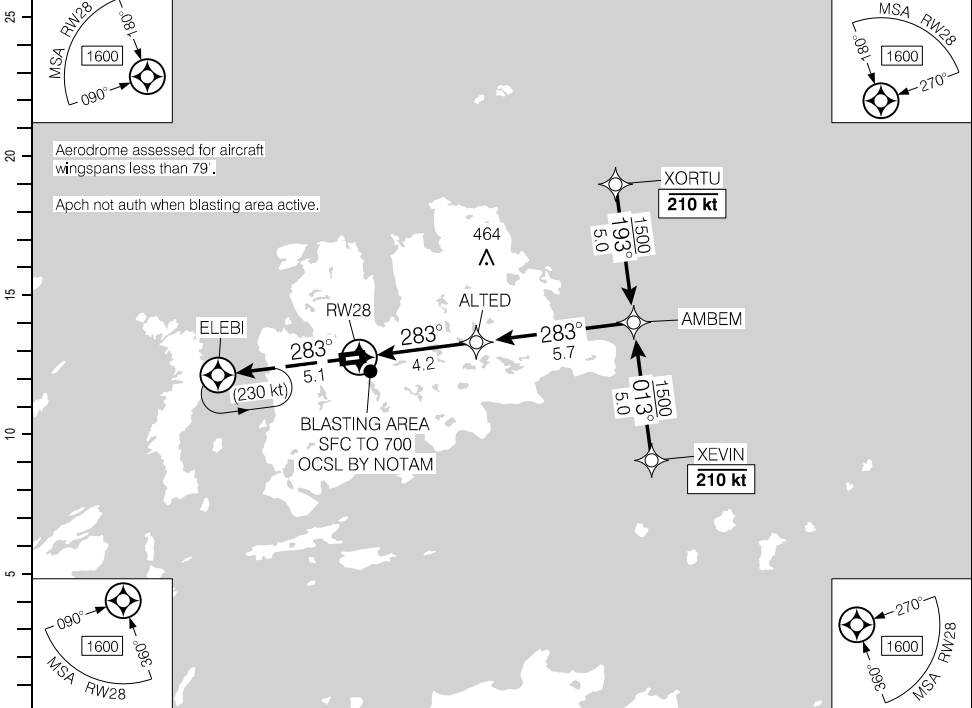 25
20
15
10
5
MSA RW28
180°
1600
090°
MSA RW28
180°
1600
270°
Aerodrome assessed for aircraft
wingspans less than 79'.
Apch not auth when blasting area active.
XORTU
210 kt
1500
193°
5.0
464
ALTED
RW28
ELEBI
AMBEM
283°
5.7
283°
4.2
283°
5.1
(230 kt)
1500
013°
5.0
BLASTING AREA
SFC TO 700
OCSL BY NOTAM
XEVIN
210 kt
090°
1600
360°
MSA RW28
270°
1600
360°
MSA RW28